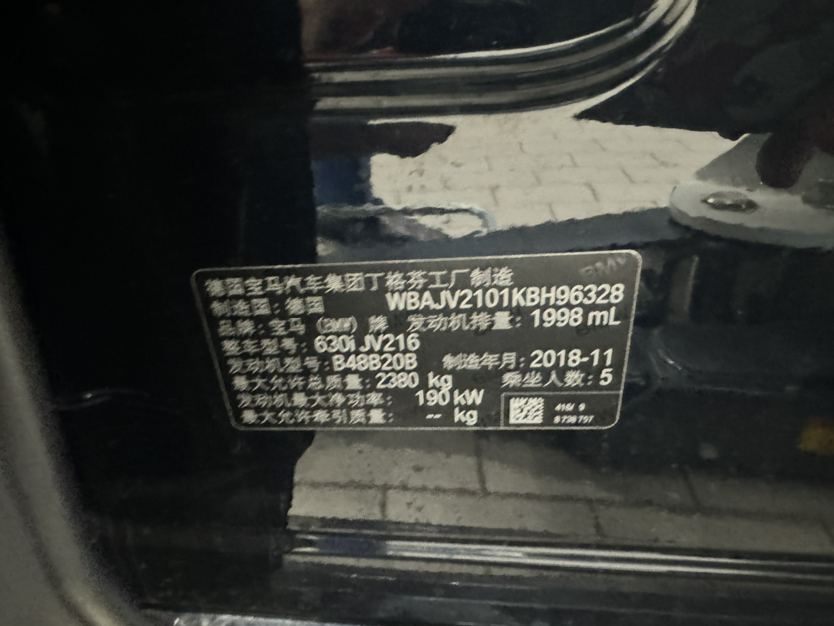 德国宝马汽车集团丁格芬工厂制造
制造国: 德国 WBAJV2101KBH96328
品牌: 宝马 (BMW) 牌 发动机排量: 1998 mL
整车型号: 630i JV216
发动机型号: B48B20B 制造年月: 2018-11
最大允许总质量: 2380 kg 乘坐人数: 5
发动机最大净功率: 190 kW
最大允许牵引质量: -- kg
BMW